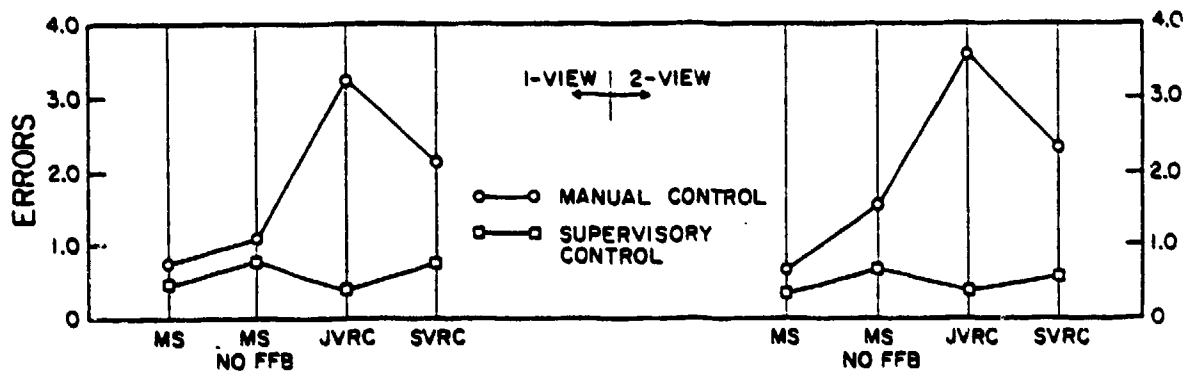 4.0
3.0
2.0
1.0
0
ERRORS
1-VIEW 2-VIEW
MANUAL CONTROL
SUPERVISORY
CONTROL
4.0
3.0
2.0
1.0
0
MS MS JVRC SVRC
NO FFB
MS MS JVRC SVRC
NO FFB